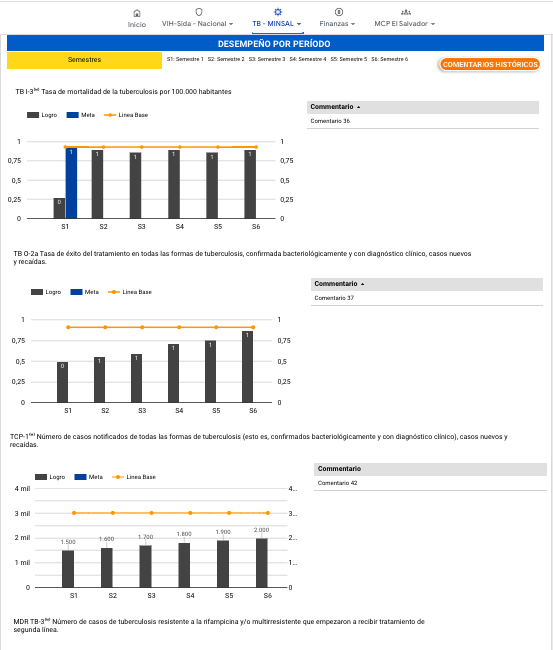 Inicio
VIH-Sida - Nacional
TB - MINSAL
Finanzas
MCP El Salvador
DESEMPEÑO POR PERÍODO
Semestres
S1: Semestre 1 S2: Semestre 2 S3: Semestre 3 S4: Semestre 4 S5: Semestre 5 S6: Semestre 6
COMENTARIOS HISTÓRICOS
TB I-3⁽ᴹ⁾ Tasa de mortalidad de la tuberculosis por 100.000 habitantes
Logro Meta Linea Base
1
0,75
0,5
0,25
0
0 1 1 1 1 1 1
1
0,75
0,5
0,25
0
S1 S2 S3 S4 S5 S6
Commentario
Comentario 36
TB O-2a Tasa de éxito del tratamiento en todas las formas de tuberculosis, confirmada bacteriológicamente y con diagnóstico clínico, casos nuevos
y recaídas.
Logro Meta Linea Base
1
0,75
0,5
0,25
0
0 1 1 1 1 1
1
0,75
0,5
0,25
0
S1 S2 S3 S4 S5 S6
Commentario
Comentario 37
TCP-1⁽ᴹ⁾ Número de casos notificados de todas las formas de tuberculosis (esto es, confirmados bacteriológicamente y con diagnóstico clínico), casos nuevos y
recaídas.
Logro Meta Linea Base
4 mil
3 mil
2 mil
1 mil
0
1.500 1.600 1.700 1.800 1.900 2.000
4...
3...
2...
1...
0
S1 S2 S3 S4 S5 S6
Commentario
Comentario 42
MDR TB-3⁽ᴹ⁾ Número de casos de tuberculosis resistente a la rifampicina y/o multirresistente que empezaron a recibir tratamiento de
segunda línea.